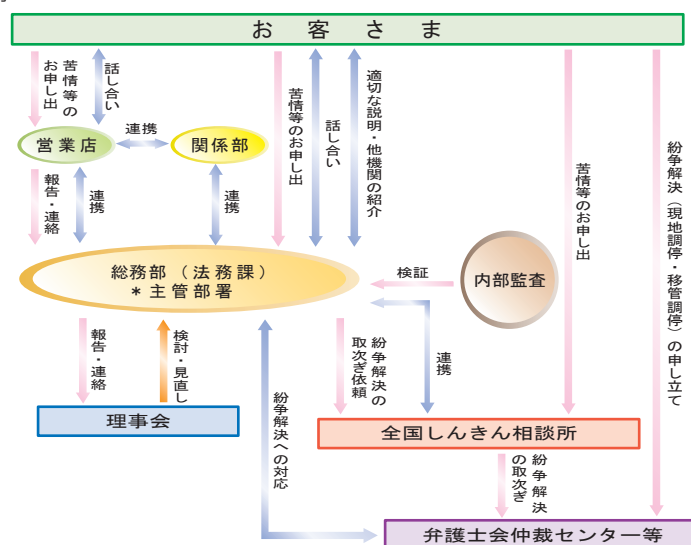 お客さま
苦情等の
お申し出
話し合い
苦情等のお申し出
話し合い
適切な説明・他機関の紹介
苦情等のお申し出
紛争解決（現地調停・移管調停）の申し立て
営業店
連携
関係部
報告・連絡
連携
連携
総務部（法務課）
＊主管部署
検証
内部監査
報告・連絡
検討・見直し
紛争解決への対応
紛争解決の
取次ぎ依頼
連携
理事会
全国しんきん相談所
紛争解決
の取次ぎ
弁護士会仲裁センター等